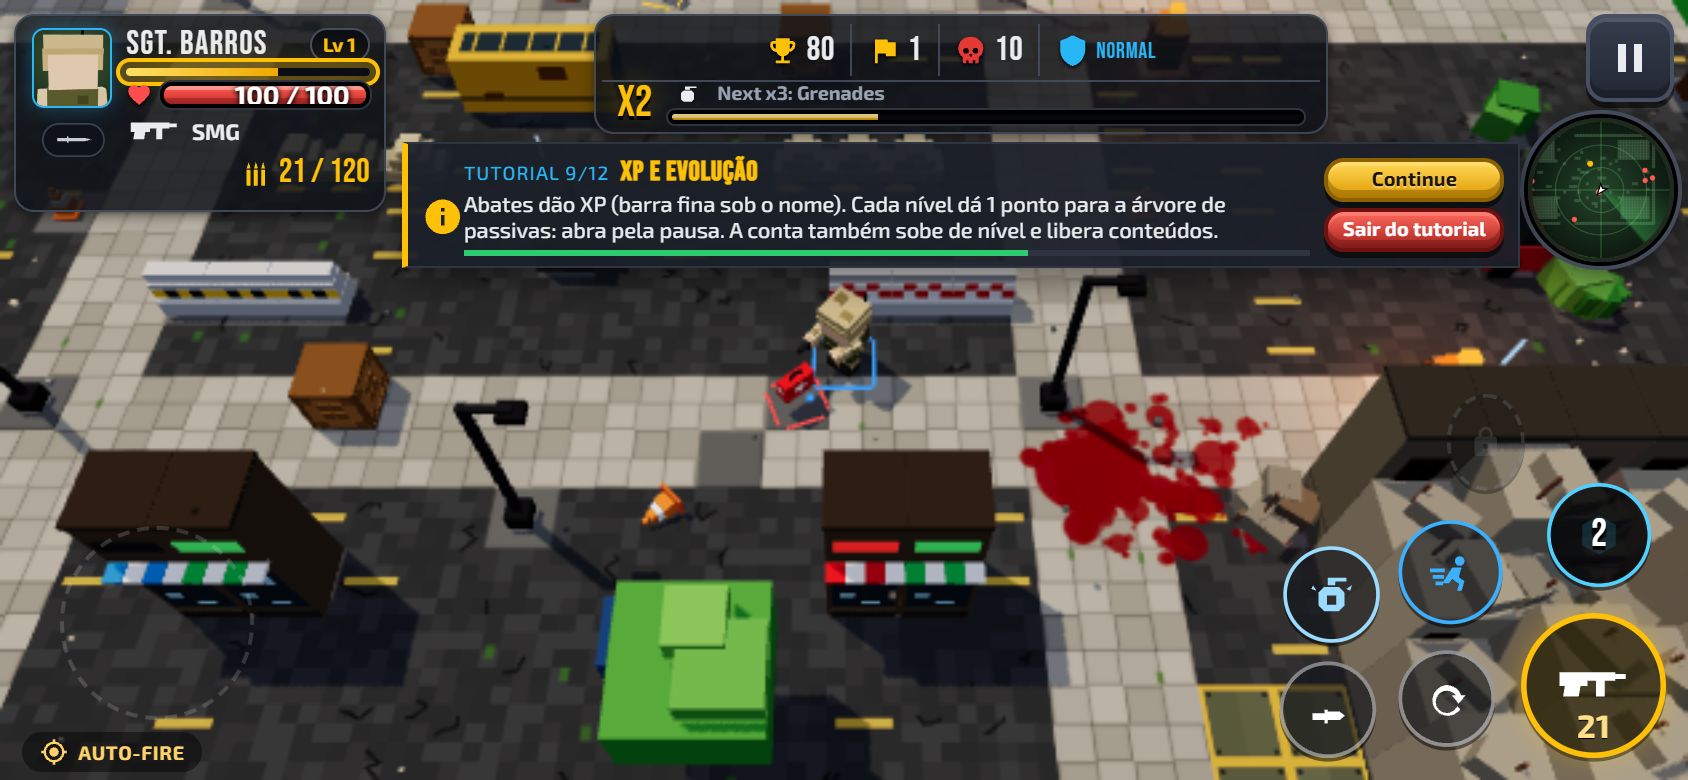 SGT. BARROS
Lv 1
100 / 100
SMG
21 / 120
80
1
10
NORMAL
X2
Next x3: Grenades
TUTORIAL 9/12 XP E EVOLUÇÃO
Abates dão XP (barra fina sob o nome). Cada nível dá 1 ponto para a árvore de
passivas: abra pela pausa. A conta também sobe de nível e libera conteúdos.
Continue
Sair do tutorial
2
21
AUTO-FIRE